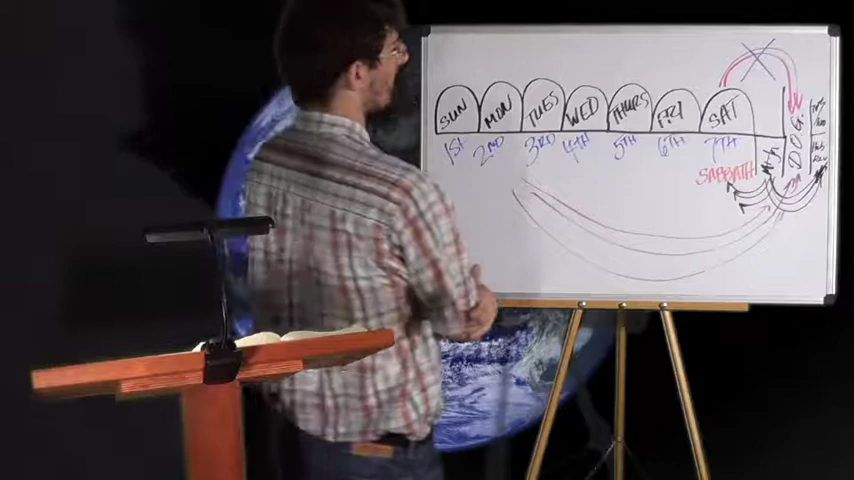 SUN MON TUES WED THURS FRI SAT
1ST 2ND 3RD 4TH 5TH 6TH 7TH
SABBATH